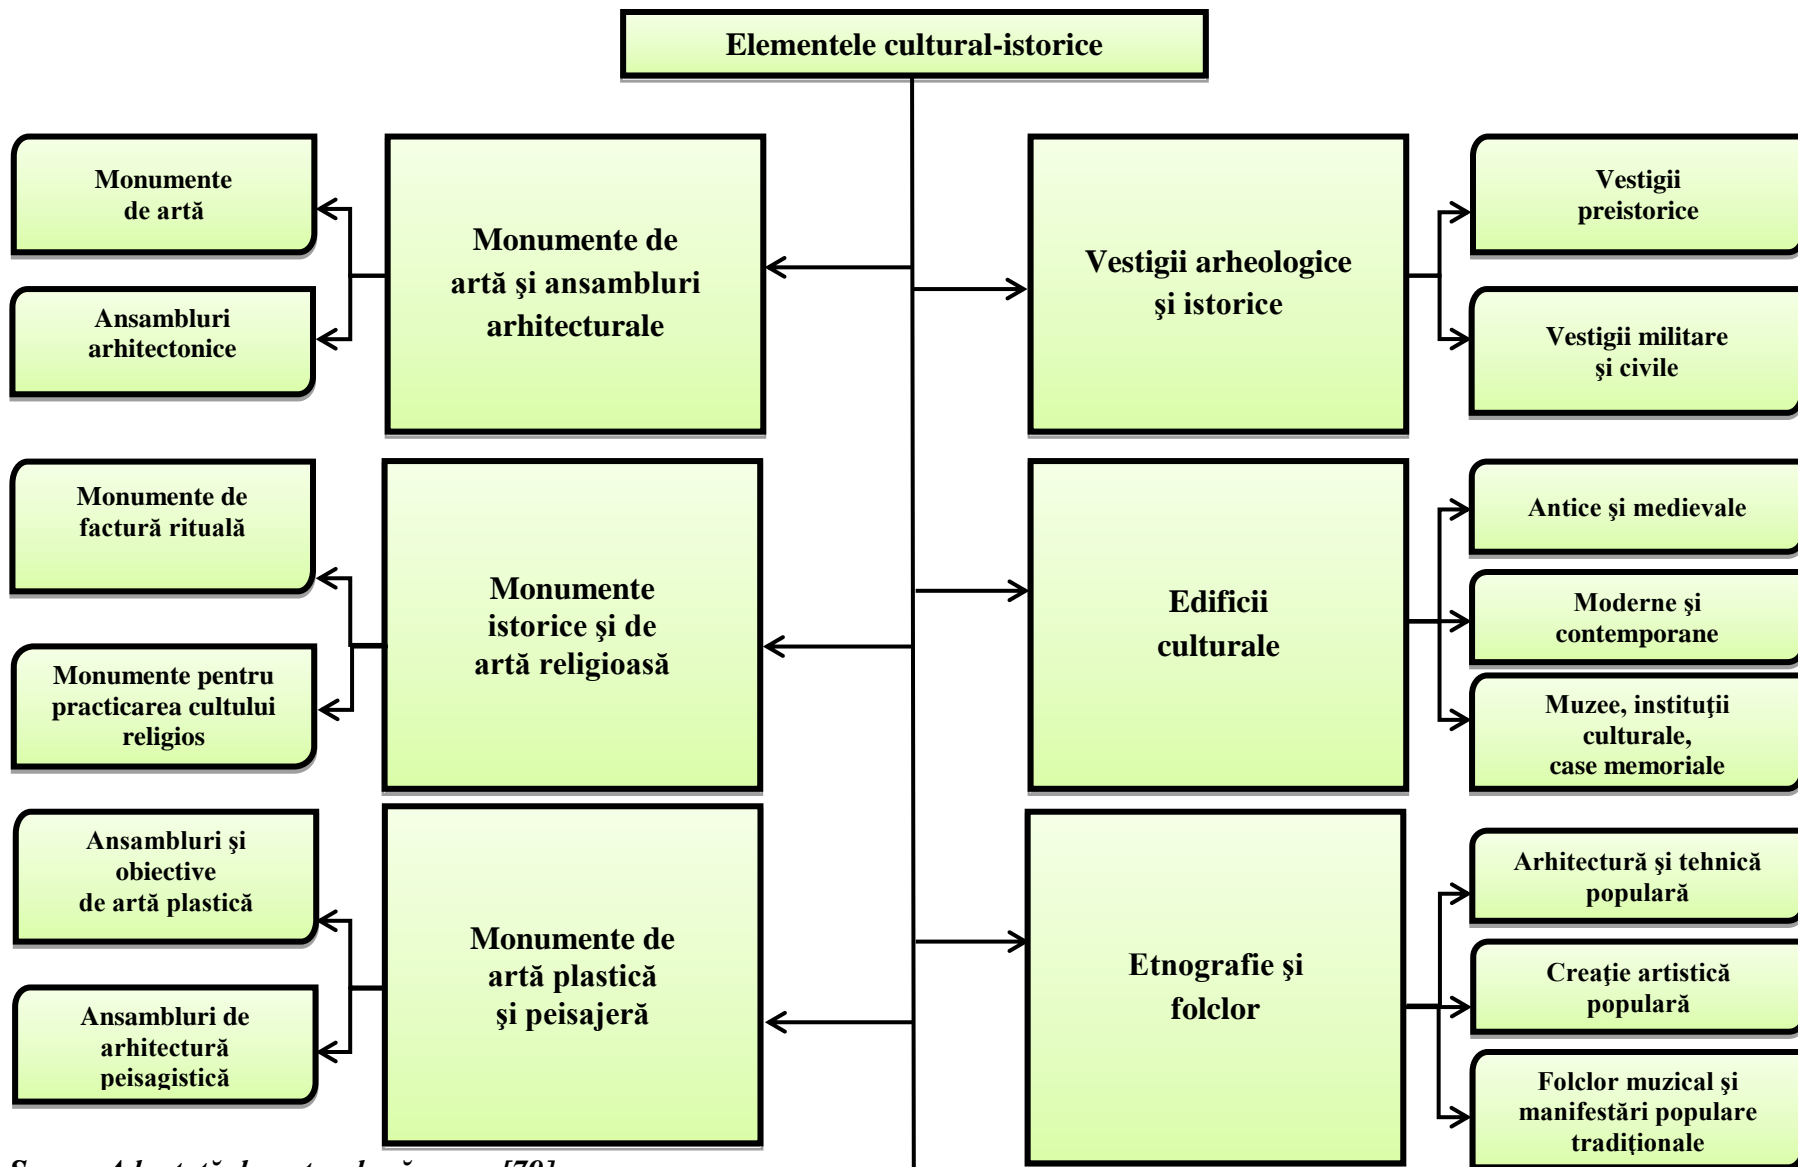 Elementele cultural-istorice
Monumente
de artă
Ansambluri
arhitectonice
Monumente de
artă şi ansambluri
arhitecturale
Vestigii arheologice
şi istorice
Vestigii
preistorice
Vestigii militare
şi civile
Monumente de
factură rituală
Monumente pentru
practicarea cultului
religios
Monumente
istorice şi de
artă religioasă
Edificii
culturale
Antice şi medievale
Moderne şi
contemporane
Muzee, instituţii
culturale,
case memoriale
Ansambluri şi
obiective
de artă plastică
Ansambluri de
arhitectură
peisagistică
Monumente de
artă plastică
şi peisajeră
Etnografie şi
folclor
Arhitectură şi tehnică
populară
Creaţie artistică
populară
Folclor muzical şi
manifestări populare
tradiționale
[79]